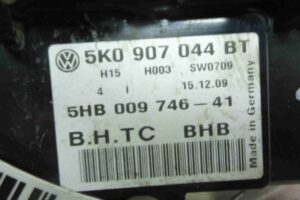 5K0 907 044 BT
H15 H003 SW0709
4 I 15.12.09
5HB 009 746-41
B.H.TC BHB
Made in Germany